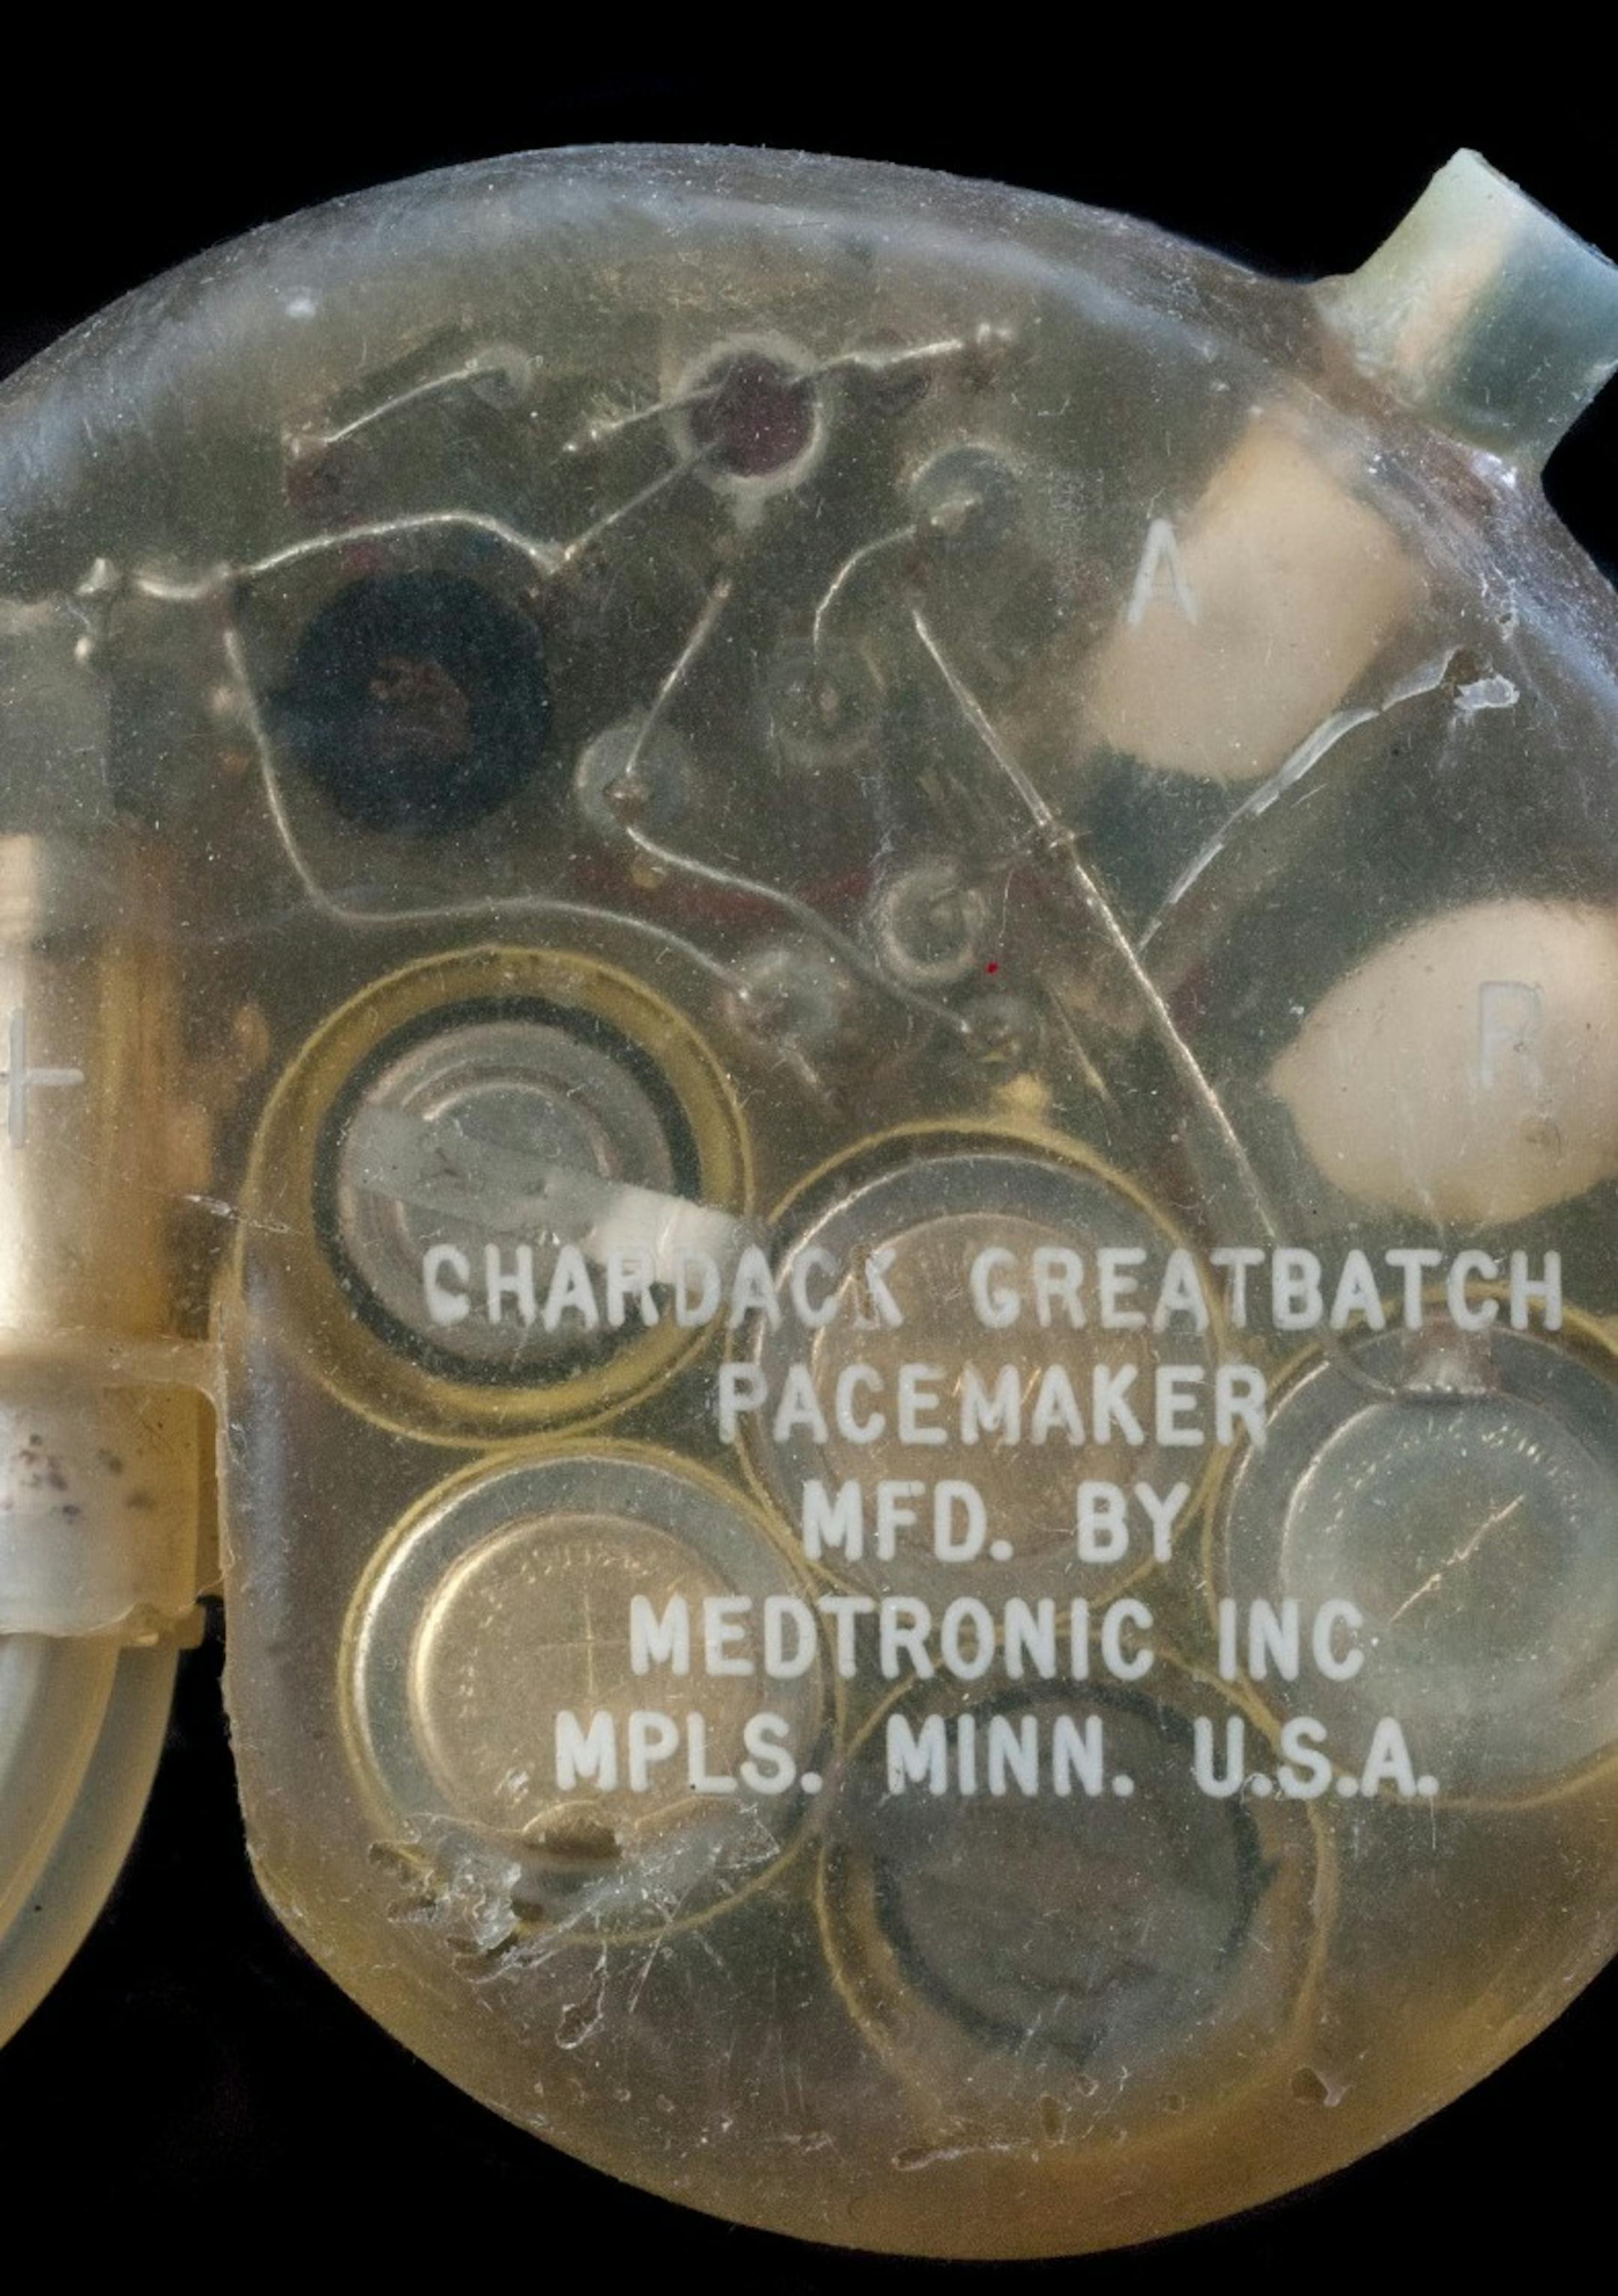 A
+
R
CHARDACK GREATBATCH
PACEMAKER
MFD. BY
MEDTRONIC INC
MPLS. MINN. U.S.A.